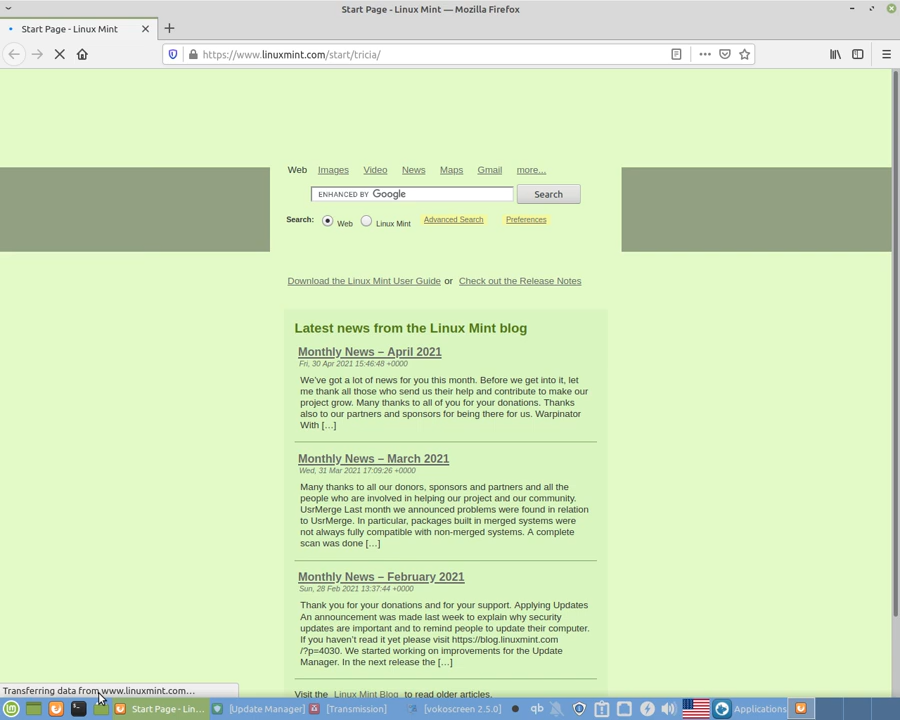 Start Page - Linux Mint — Mozilla Firefox
Start Page - Linux Mint
https://www.linuxmint.com/start/tricia/
Web Images Video News Maps Gmail more...
ENHANCED BY Google Search
Search: Web Linux Mint Advanced Search Preferences
Download the Linux Mint User Guide or Check out the Release Notes
Latest news from the Linux Mint blog
Monthly News – April 2021
Fri, 30 Apr 2021 15:46:48 +0000
We've got a lot of news for you this month. Before we get into it, let
me thank all those who send us their help and contribute to make our
project grow. Many thanks to all of you for your donations. Thanks
also to our partners and sponsors for being there for us. Warpinator
With […]
Monthly News – March 2021
Wed, 31 Mar 2021 17:09:26 +0000
Many thanks to all our donors, sponsors and partners and all the
people who are involved in helping our project and our community.
UsrMerge Last month we announced problems were found in relation
to UsrMerge. In particular, packages built in merged systems were
not always fully compatible with non-merged systems. A complete
scan was done […]
Monthly News – February 2021
Sun, 28 Feb 2021 13:37:44 +0000
Thank you for your donations and for your support. Applying Updates
An announcement was made last week to explain why security
updates are important and to remind people to update their computer.
If you haven't read it yet please visit https://blog.linuxmint.com
/?p=4030. We started working on improvements for the Update
Manager. In the next release the […]
Visit the Linux Mint Blog to read older articles.
Transferring data from www.linuxmint.com…
Start Page - Lin... [Update Manager] [Transmission] [vokoscreen 2.5.0] qb Applications